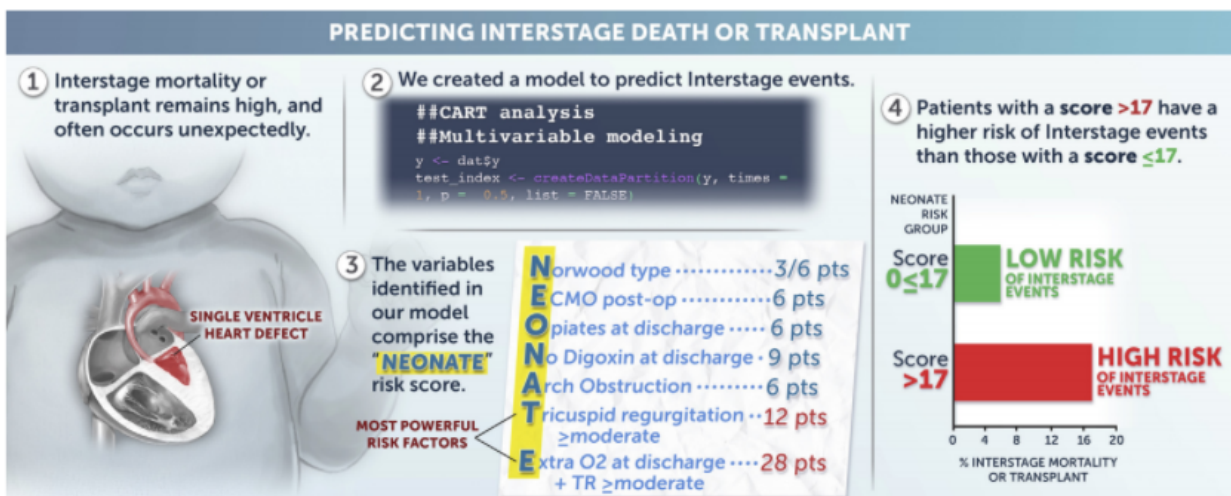 PREDICTING INTERSTAGE DEATH OR TRANSPLANT
1 Interstage mortality or
transplant remains high, and
often occurs unexpectedly.
SINGLE VENTRICLE
HEART DEFECT
2 We created a model to predict Interstage events.
##CART analysis
##Multivariable modeling
y <- dat$y
test_index <- createDataPartition(y, times =
1, p = 0.5, list = FALSE)
3 The variables
identified in
our model
comprise the
"NEONATE"
risk score.
MOST POWERFUL
RISK FACTORS
Norwood type ············· 3/6 pts
ECMO post-op ··········· 6 pts
Opiates at discharge ····· 6 pts
No Digoxin at discharge · 9 pts
Arch Obstruction ········· 6 pts
Tricuspid regurgitation ·· 12 pts
≥moderate
Extra O2 at discharge ···· 28 pts
+ TR ≥moderate
4 Patients with a score >17 have a
higher risk of Interstage events
than those with a score ≤17.
NEONATE
RISK
GROUP
Score
0≤17
LOW RISK
OF INTERSTAGE
EVENTS
Score
>17
HIGH RISK
OF INTERSTAGE
EVENTS
0 4 8 12 16 20
% INTERSTAGE MORTALITY
OR TRANSPLANT